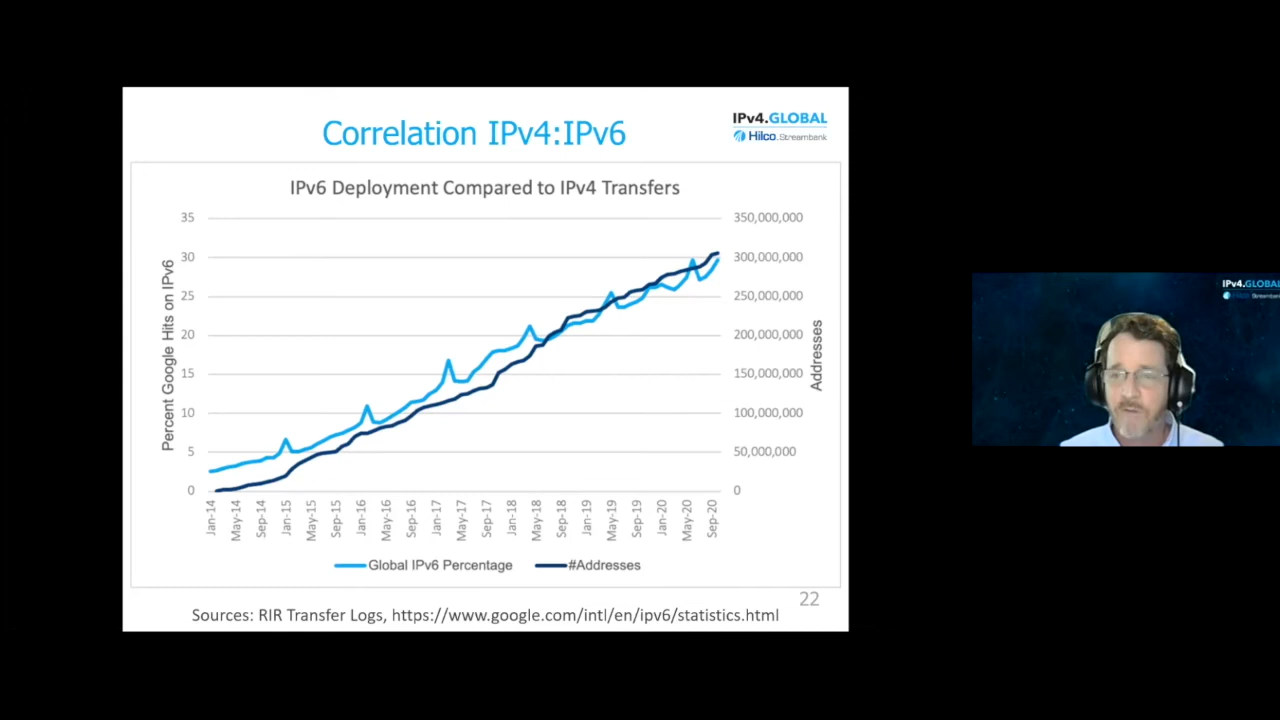 Correlation IPv4:IPv6
IPv4.GLOBAL
Hilco Streambank
IPv6 Deployment Compared to IPv4 Transfers
Percent Google Hits on IPv6
35
30
25
20
15
10
5
0
350,000,000
300,000,000
250,000,000
200,000,000
150,000,000
100,000,000
50,000,000
0
Addresses
Jan-14
May-14
Sep-14
Jan-15
May-15
Sep-15
Jan-16
May-16
Sep-16
Jan-17
May-17
Sep-17
Jan-18
May-18
Sep-18
Jan-19
May-19
Sep-19
Jan-20
May-20
Sep-20
Global IPv6 Percentage
#Addresses
22
Sources: RIR Transfer Logs, https://www.google.com/intl/en/ipv6/statistics.html
IPv4.GLOBAL
Streambank